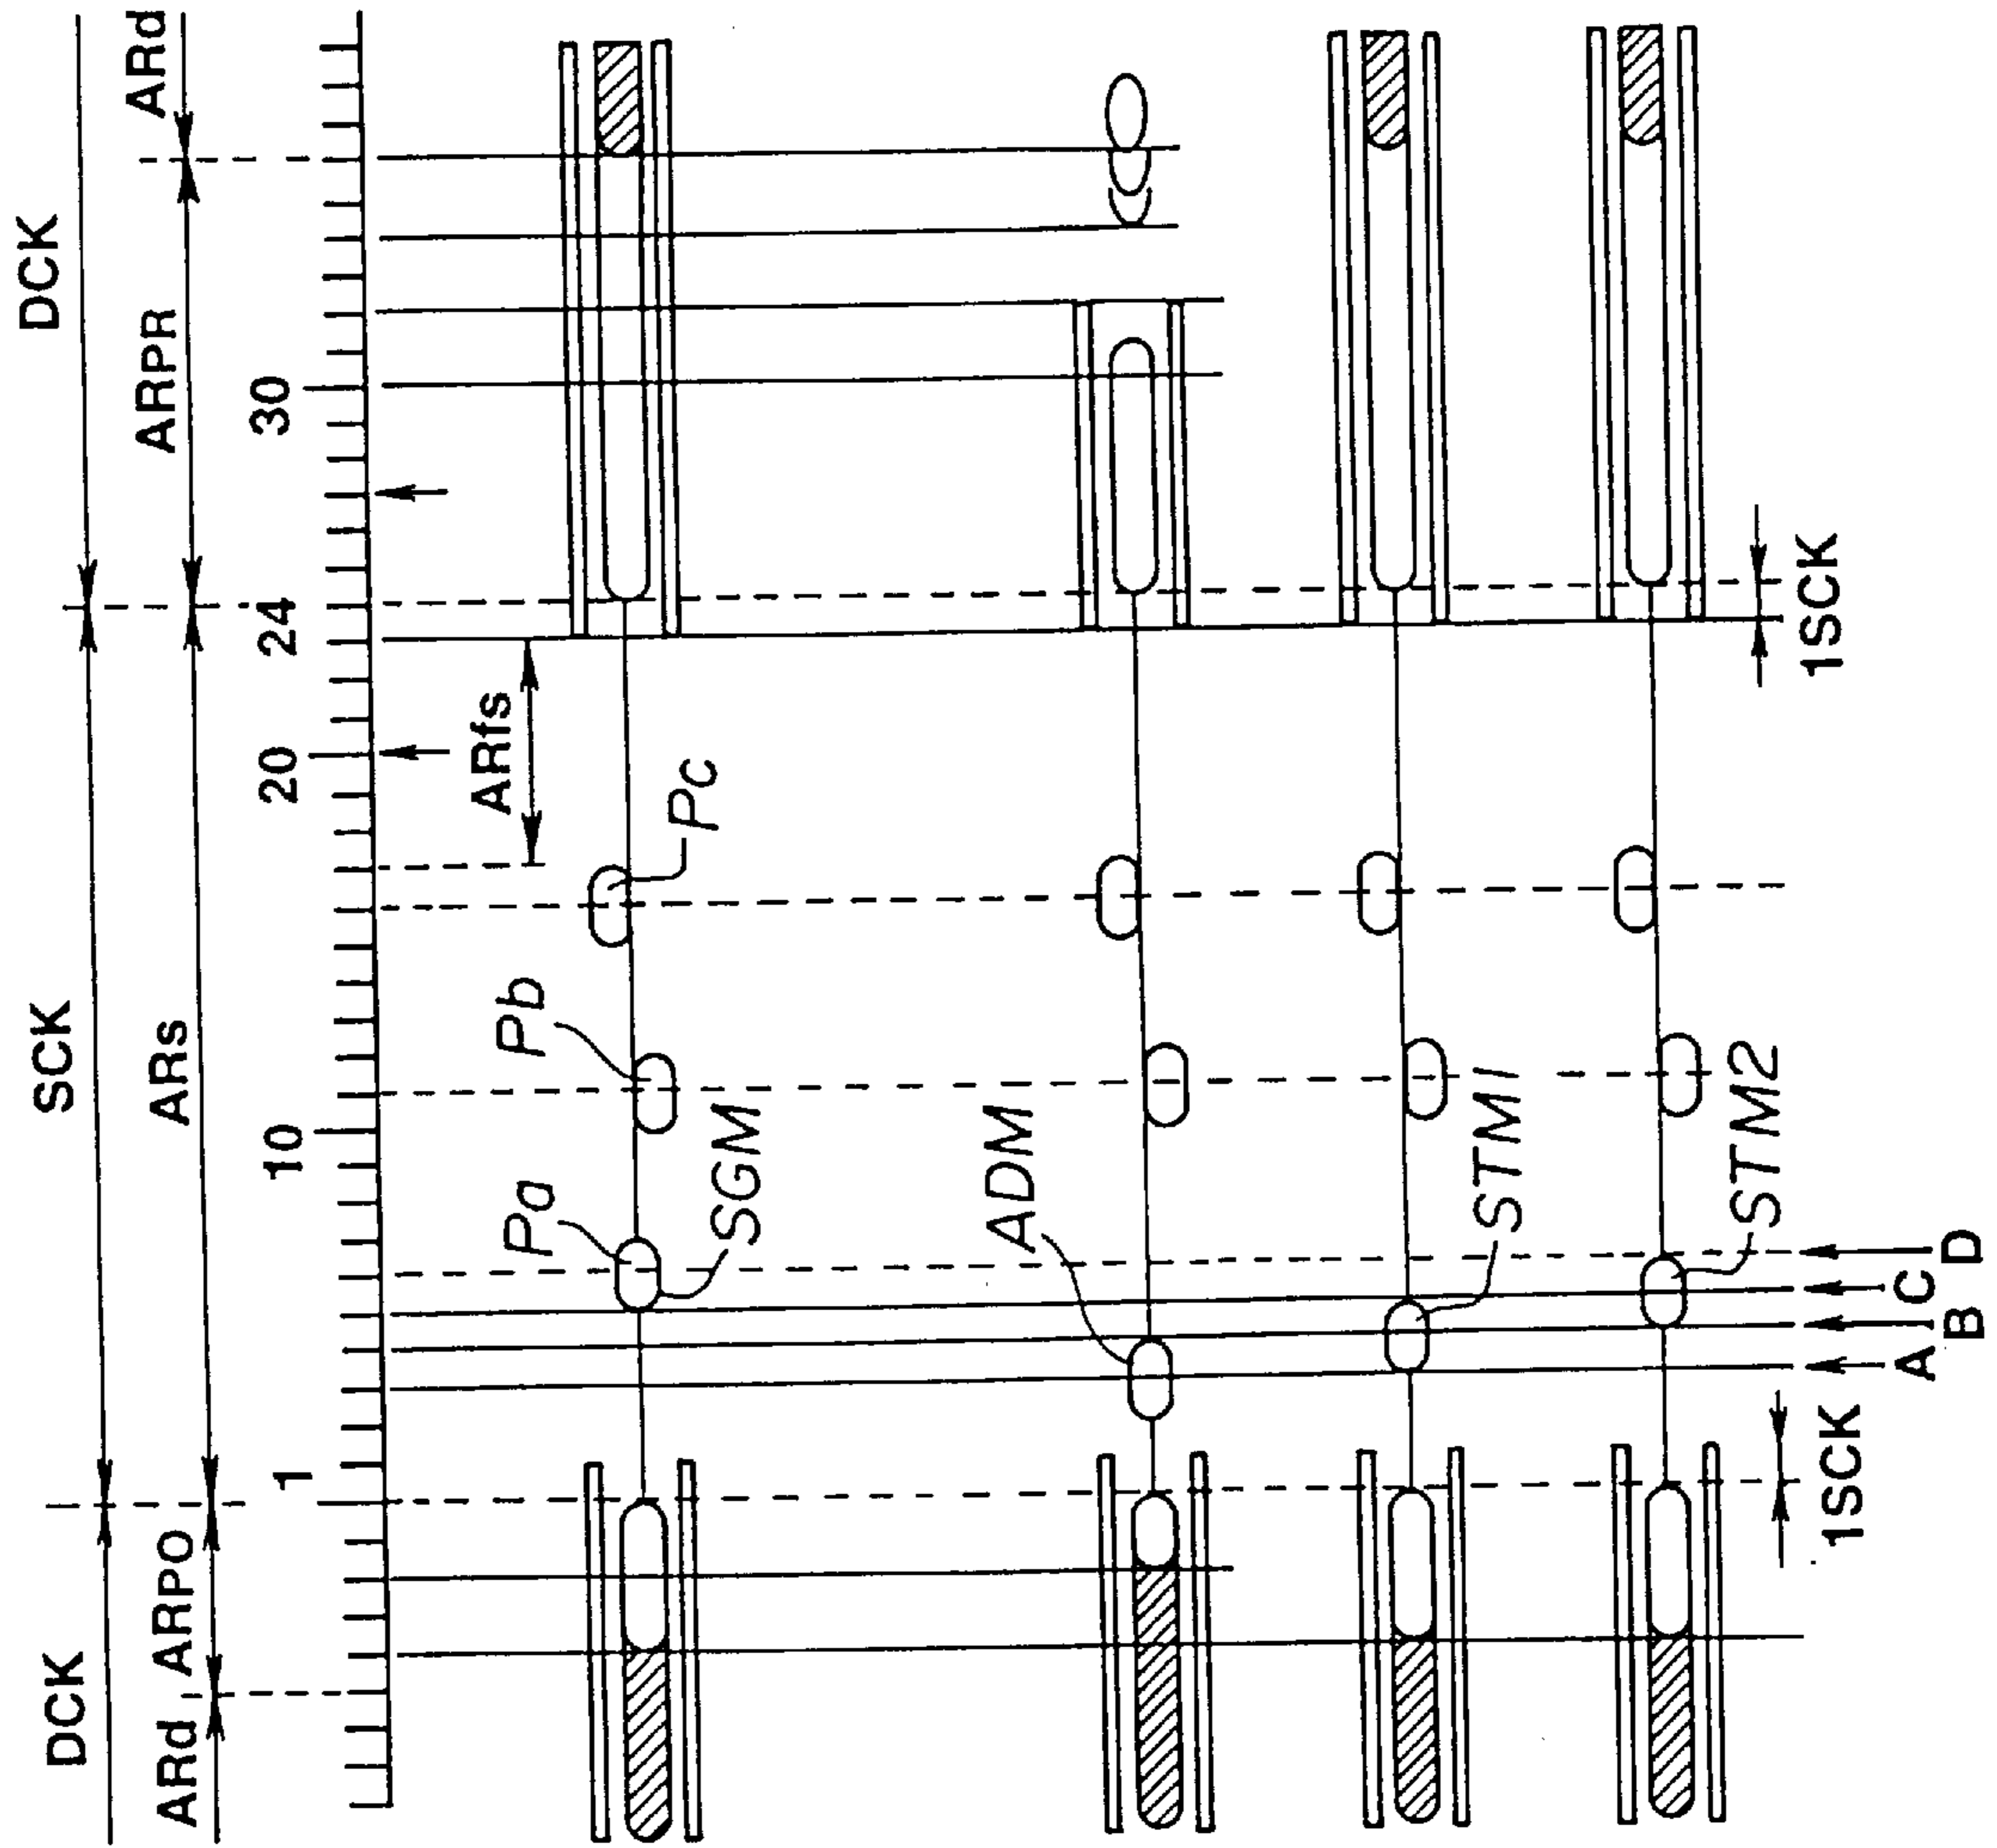 DCK SCK DCK
ARd ARPO ARs ARPR ARd
1 10 20 24 30
ARfs
Pa Pb Pc
SGM
ADM
STM1
STM2
1SCK A B C D 1SCK